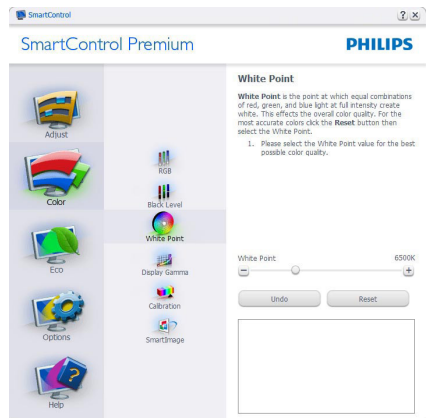 SmartControl
SmartControl Premium
PHILIPS
Adjust
Color
Eco
Options
Help
RGB
Black Level
White Point
Display Gamma
Calibration
SmartImage
White Point
White Point is the point at which equal combinations
of red, green, and blue light at full intensity create
white. This effects the overall color quality. For the
most accurate colors click the Reset button then
select the White Point.
1. Please select the White Point value for the best
possible color quality.
White Point 6500K
Undo Reset